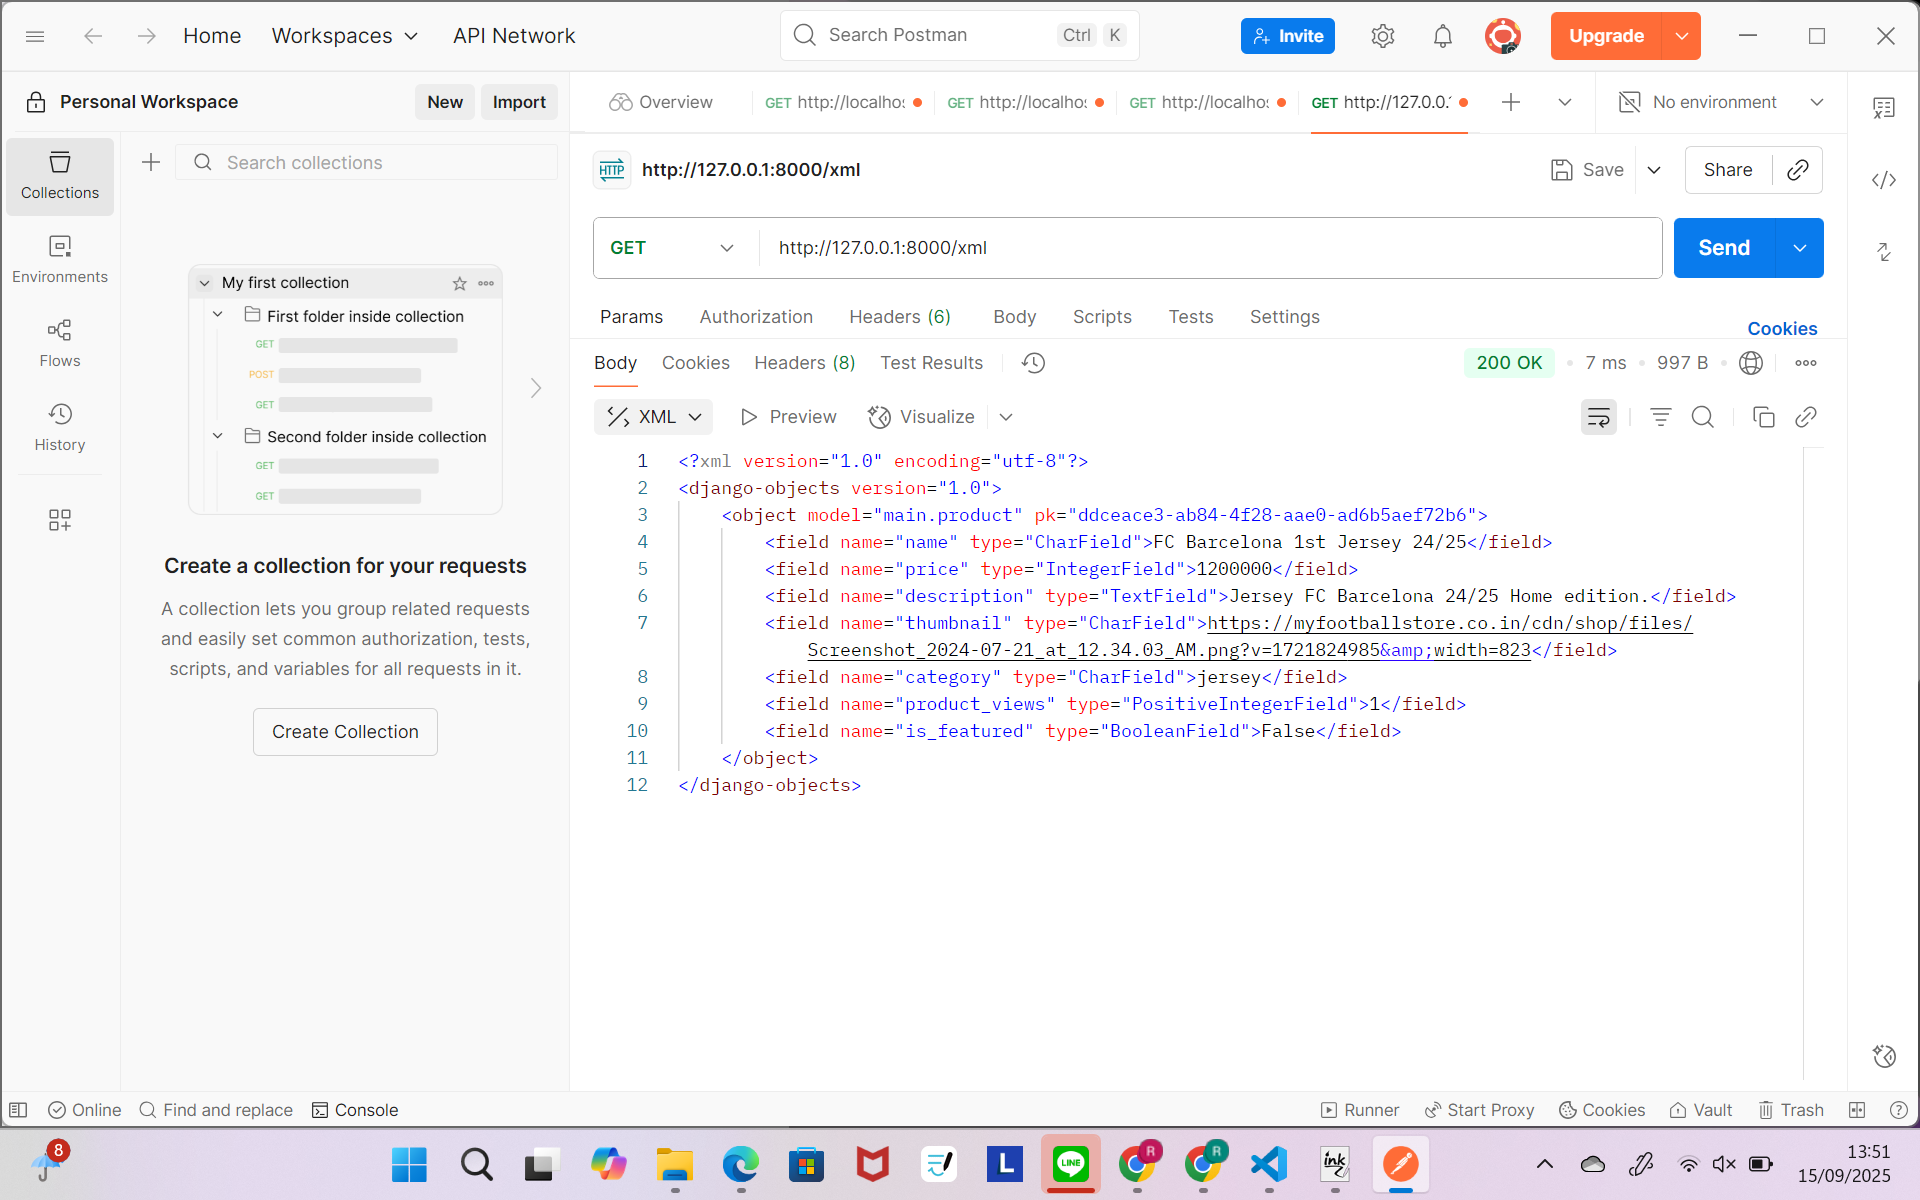 Home
Workspaces
API Network
Search Postman
Ctrl K
Invite
Upgrade
Personal Workspace
New
Import
Overview
GET http://localhos
GET http://localhos
GET http://localhos
GET http://127.0.0.1
No environment
Collections
Environments
Flows
History
Search collections
My first collection
First folder inside collection
GET
POST
GET
Second folder inside collection
GET
GET
Create a collection for your requests
A collection lets you group related requests
and easily set common authorization, tests,
scripts, and variables for all requests in it.
Create Collection
HTTP http://127.0.0.1:8000/xml
Save
Share
GET
http://127.0.0.1:8000/xml
Send
Params Authorization Headers (6) Body Scripts Tests Settings
Cookies
Body Cookies Headers (8) Test Results
200 OK • 7 ms • 997 B
XML Preview Visualize
1 <?xml version="1.0" encoding="utf-8"?>
2 <django-objects version="1.0">
3 <object model="main.product" pk="ddceace3-ab84-4f28-aae0-ad6b5aef72b6">
4 <field name="name" type="CharField">FC Barcelona 1st Jersey 24/25</field>
5 <field name="price" type="IntegerField">1200000</field>
6 <field name="description" type="TextField">Jersey FC Barcelona 24/25 Home edition.</field>
7 <field name="thumbnail" type="CharField">https://myfootballstore.co.in/cdn/shop/files/
Screenshot_2024-07-21_at_12.34.03_AM.png?v=1721824985&amp;width=823</field>
8 <field name="category" type="CharField">jersey</field>
9 <field name="product_views" type="PositiveIntegerField">1</field>
10 <field name="is_featured" type="BooleanField">False</field>
11 </object>
12 </django-objects>
Online
Find and replace
Console
Runner
Start Proxy
Cookies
Vault
Trash
8
L
LINE
R
R
ink
13:51
15/09/2025